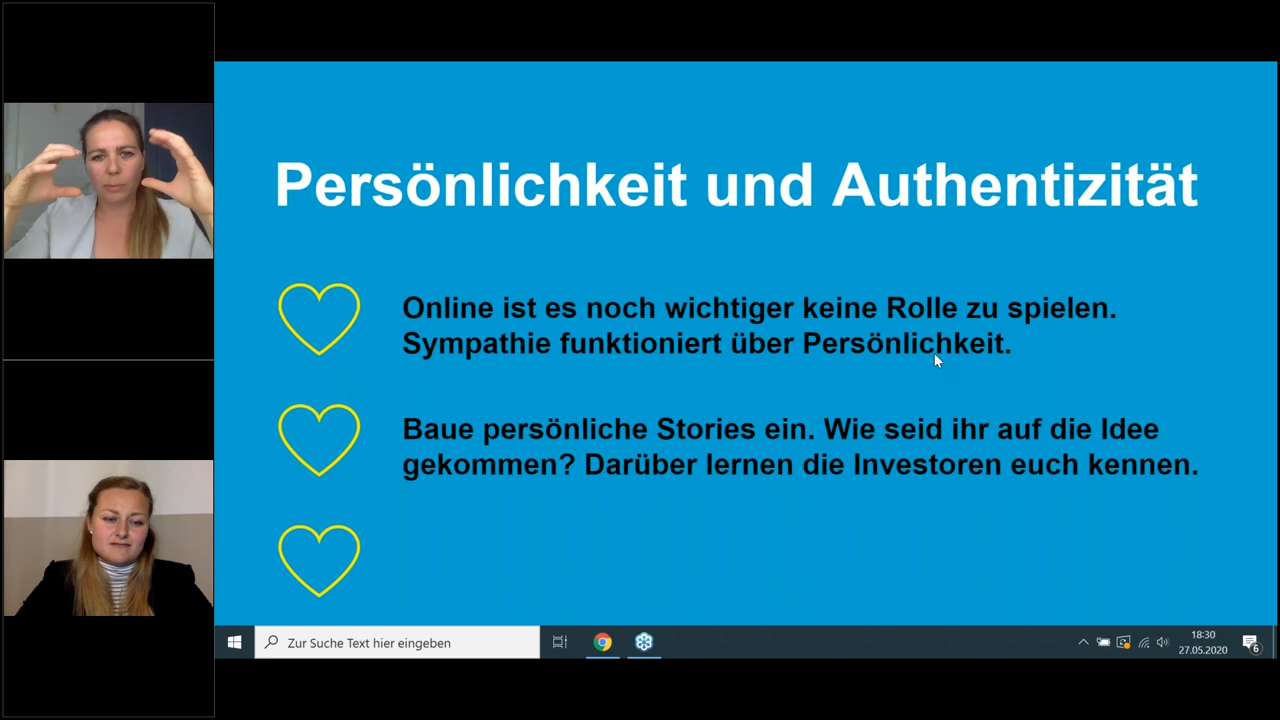 Persönlichkeit und Authentizität
Online ist es noch wichtiger keine Rolle zu spielen.
Sympathie funktioniert über Persönlichkeit.
Baue persönliche Stories ein. Wie seid ihr auf die Idee
gekommen? Darüber lernen die Investoren euch kennen.
Zur Suche Text hier eingeben
18:30
27.05.2020
6